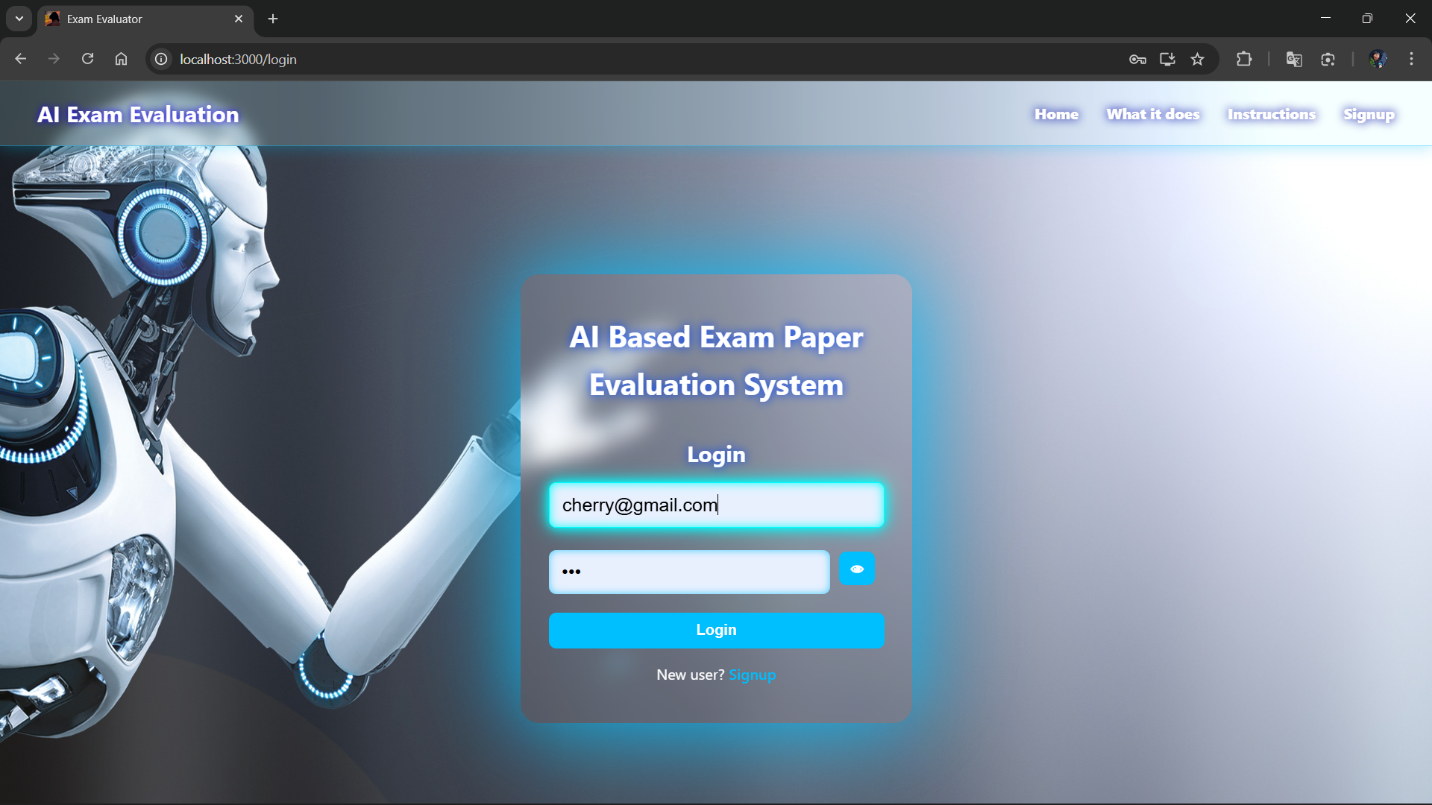 Exam Evaluator
localhost:3000/login
AI Exam Evaluation
Home
What it does
Instructions
Signup
AI Based Exam Paper
Evaluation System
Login
cherry@gmail.com
•••
Login
New user? Signup